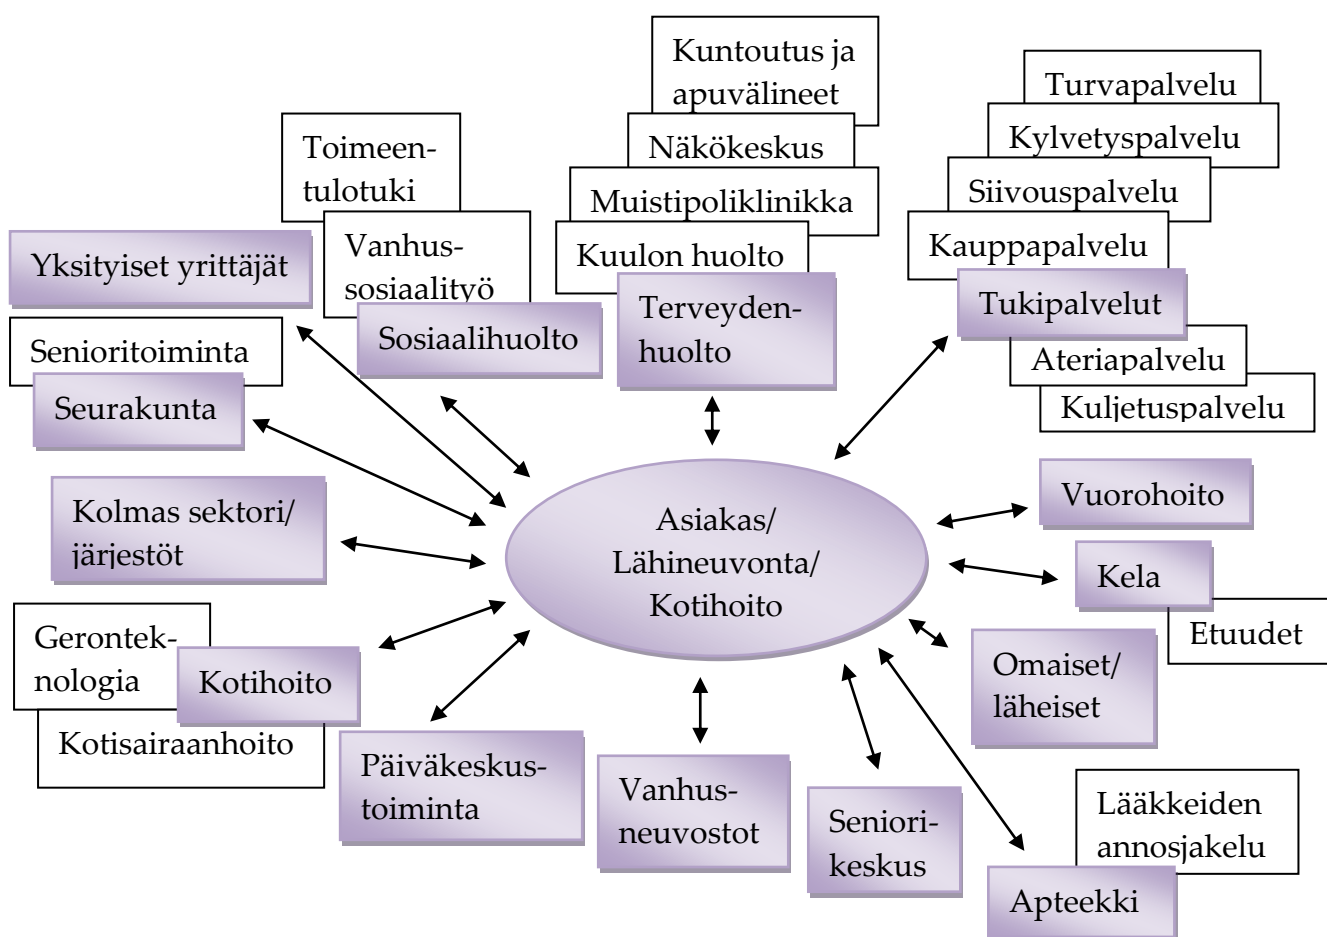 Kuntoutus ja
apuvälineet
Näkökeskus
Muistipoliklinikka
Kuulon huolto
Terveyden-
huolto
Turvapalvelu
Kylvetyspalvelu
Siivouspalvelu
Kauppapalvelu
Tukipalvelut
Ateriapalvelu
Kuljetuspalvelu
Toimeen-
tulotuki
Vanhus-
sosiaalityö
Sosiaalihuolto
Yksityiset yrittäjät
Senioritoiminta
Seurakunta
Kolmas sektori/
järjestöt
Asiakas/
Lähineuvonta/
Kotihoito
Vuorohoito
Kela
Etuudet
Omaiset/
läheiset
Gerontek-
nologia
Kotihoito
Kotisairaanhoito
Päiväkeskus-
toiminta
Vanhus-
neuvostot
Seniori-
keskus
Lääkkeiden
annosjakelu
Apteekki